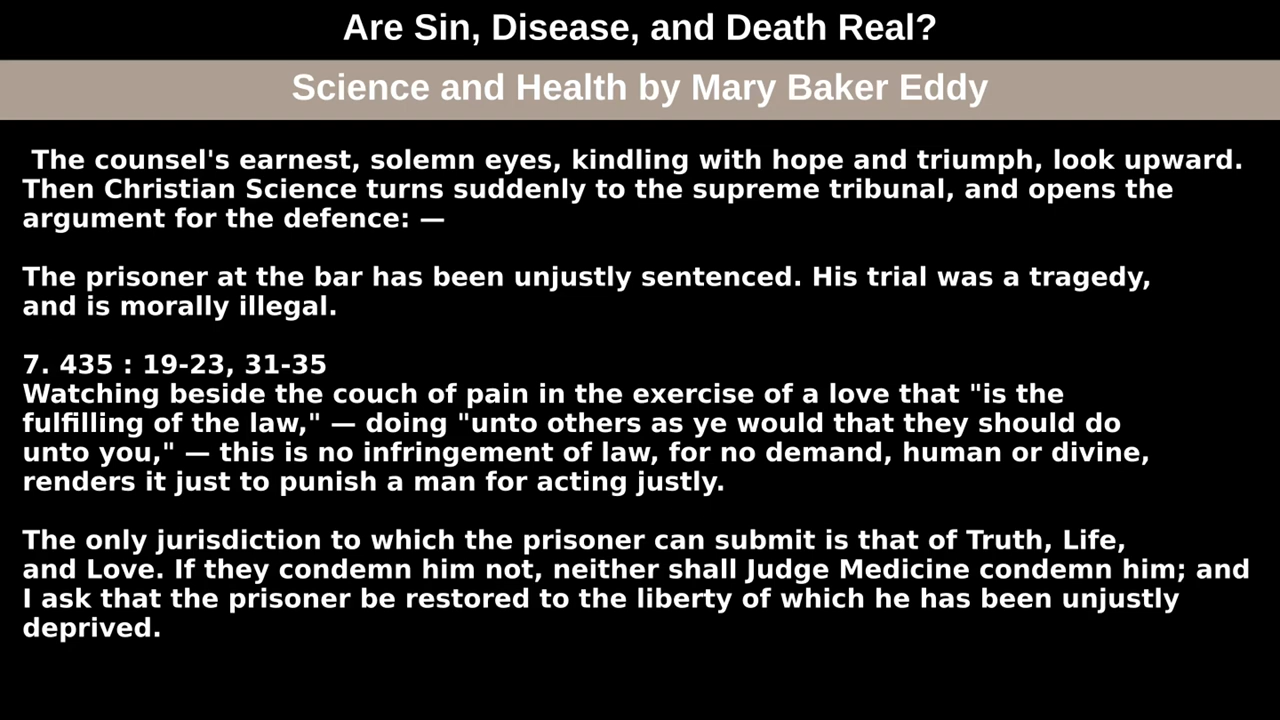 Are Sin, Disease, and Death Real?
Science and Health by Mary Baker Eddy
The counsel's earnest, solemn eyes, kindling with hope and triumph, look upward.
Then Christian Science turns suddenly to the supreme tribunal, and opens the
argument for the defence: —
The prisoner at the bar has been unjustly sentenced. His trial was a tragedy,
and is morally illegal.
7. 435 : 19-23, 31-35
Watching beside the couch of pain in the exercise of a love that "is the
fulfilling of the law," — doing "unto others as ye would that they should do
unto you," — this is no infringement of law, for no demand, human or divine,
renders it just to punish a man for acting justly.
The only jurisdiction to which the prisoner can submit is that of Truth, Life,
and Love. If they condemn him not, neither shall Judge Medicine condemn him; and
I ask that the prisoner be restored to the liberty of which he has been unjustly
deprived.